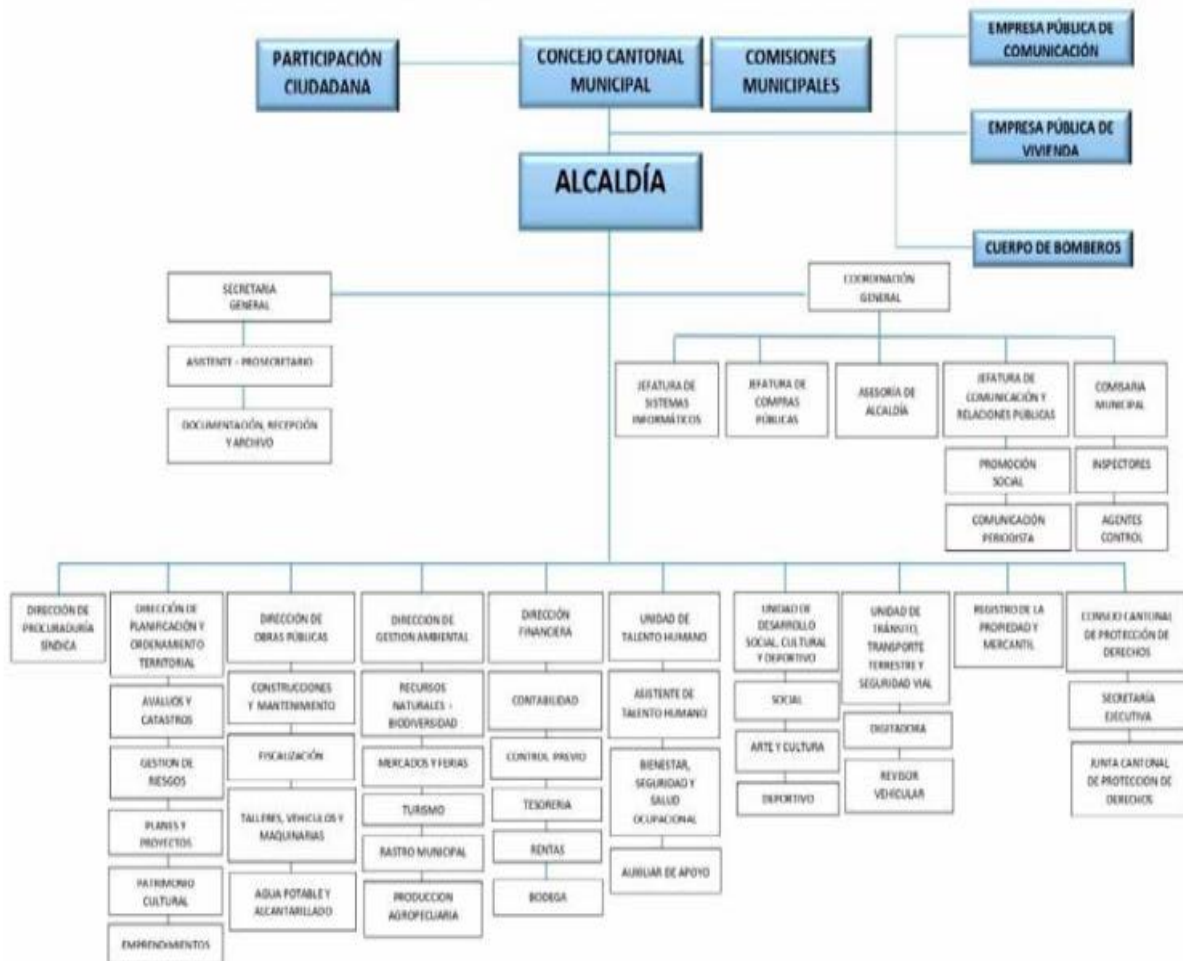 PARTICIPACIÓN
CIUDADANA
CONCEJO CANTONAL
MUNICIPAL
COMISIONES
MUNICIPALES
EMPRESA PÚBLICA DE
COMUNICACIÓN
EMPRESA PÚBLICA DE
VIVIENDA
CUERPO DE BOMBEROS
ALCALDÍA
SECRETARIA
GENERAL
ASISTENTE - PROSECRETARIO
DOCUMENTACIÓN, RECEPCIÓN
Y ARCHIVO
COORDINACIÓN
GENERAL
JEFATURA DE
SISTEMAS
INFORMÁTICOS
JEFATURA DE
COMPRAS
PÚBLICAS
ASESORÍA DE
ALCALDÍA
JEFATURA DE
COMUNICACIÓN Y
RELACIONES PÚBLICAS
PROMOCIÓN
SOCIAL
COMUNICACIÓN
PERIODISTA
COMISARIA
MUNICIPAL
INSPECTORES
AGENTES
CONTROL
DIRECCIÓN DE
PROCURADURÍA
SÍNDICA
DIRECCIÓN DE
PLANIFICACIÓN Y
ORDENAMIENTO
TERRITORIAL
AVALUOS Y
CATASTROS
GESTION DE
RIESGOS
PLANES Y
PROYECTOS
PATRIMONIO
CULTURAL
EMPRENDIMIENTOS
DIRECCIÓN DE
OBRAS PÚBLICAS
CONSTRUCCIONES
Y MANTENIMIENTO
FISCALIZACIÓN
TALLERES, VEHICULOS Y
MAQUINARIAS
AGUA POTABLE Y
ALCANTARILLADO
DIRECCIÓN DE
GESTION AMBIENTAL
RECURSOS
NATURALES -
BIODIVERSIDAD
MERCADOS Y FERIAS
TURISMO
RASTRO MUNICIPAL
PRODUCCION
AGROPECUARIA
DIRECCIÓN
FINANCIERA
CONTABILIDAD
CONTROL PREVIO
TESORERIA
RENTAS
BODEGA
UNIDAD DE
TALENTO HUMANO
ASISTENTE DE
TALENTO HUMANO
BIENESTAR,
SEGURIDAD Y
SALUD
OCUPACIONAL
AUXILIAR DE APOYO
UNIDAD DE
DESARROLLO
SOCIAL, CULTURAL
Y DEPORTIVO
SOCIAL
ARTE Y CULTURA
DEPORTIVO
UNIDAD DE
TRÁNSITO,
TRANSPORTE
TERRESTRE Y
SEGURIDAD VIAL
DIGITADORA
REVISOR
VEHICULAR
REGISTRO DE LA
PROPIEDAD Y
MERCANTIL
CONSEJO CANTONAL
DE PROTECCIÓN DE
DERECHOS
SECRETARÍA
EJECUTIVA
JUNTA CANTONAL
DE PROTECCION DE
DERECHOS